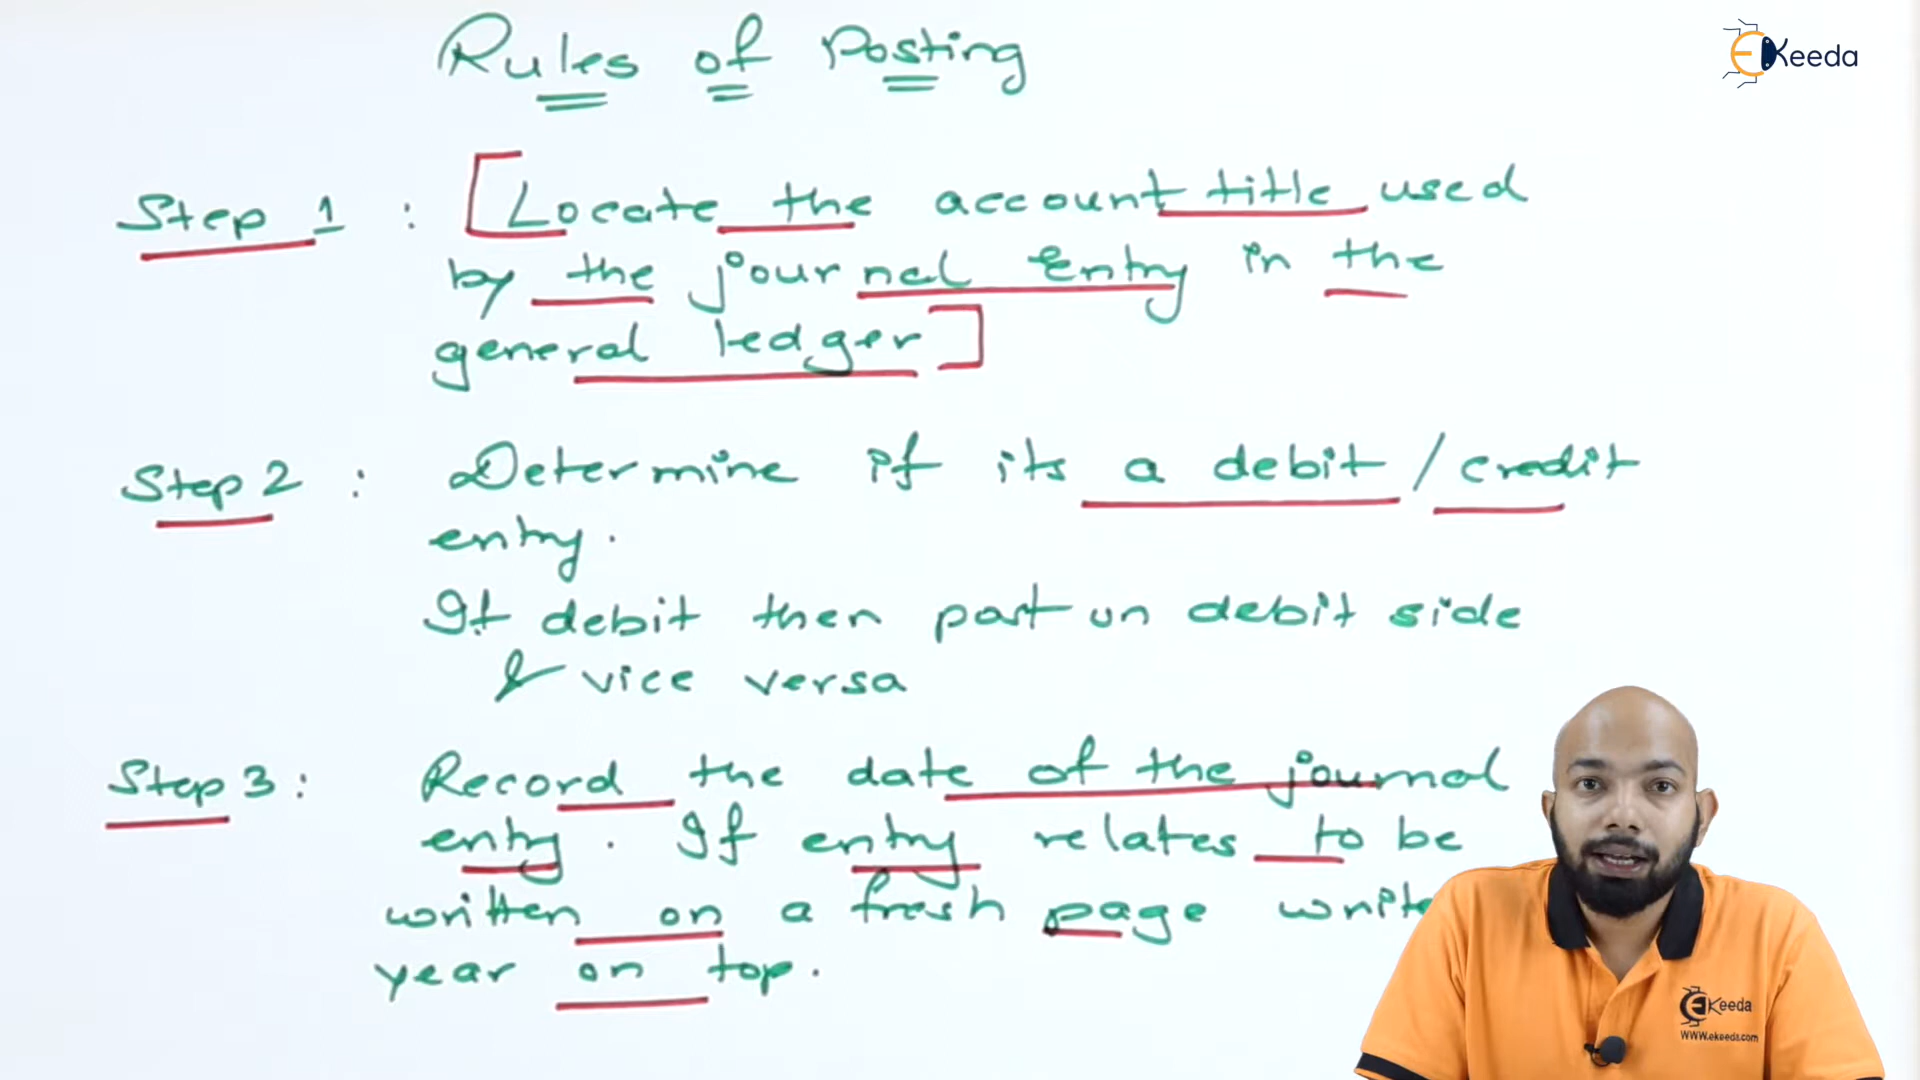 Rules of Posting
EKeeda
Step 1 : [Locate the account title used
by the journal Entry in the
general ledger]
Step 2 : Determine if its a debit / credit
entry.
If debit then part on debit side
& vice versa
Step 3 : Record the date of the journal
entry. If entry relates to be
written on a fresh page write
year on top.
EKeeda
www.ekeeda.com